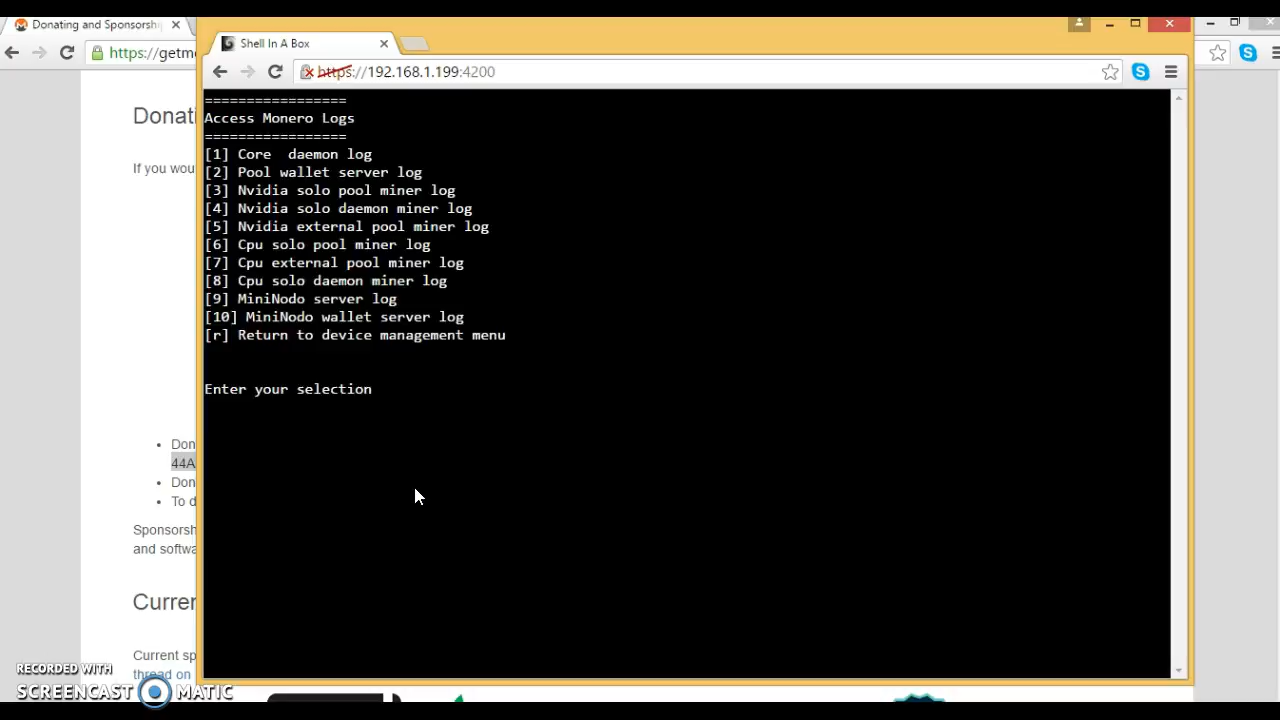 Donating and Sponsorshi
Shell In A Box
https://getm
https://192.168.1.199:4200
=================
Access Monero Logs
=================
[1] Core  daemon log
[2] Pool wallet server log
[3] Nvidia solo pool miner log
[4] Nvidia solo daemon miner log
[5] Nvidia external pool miner log
[6] Cpu solo pool miner log
[7] Cpu external pool miner log
[8] Cpu solo daemon miner log
[9] MiniNodo server log
[10] MiniNodo wallet server log
[r] Return to device management menu
Enter your selection
Donati
If you wou
Don
44A
Don
To d
Sponsorsh
and softwa
Curren
Current sp
thread on
RECORDED WITH
SCREENCAST MATIC